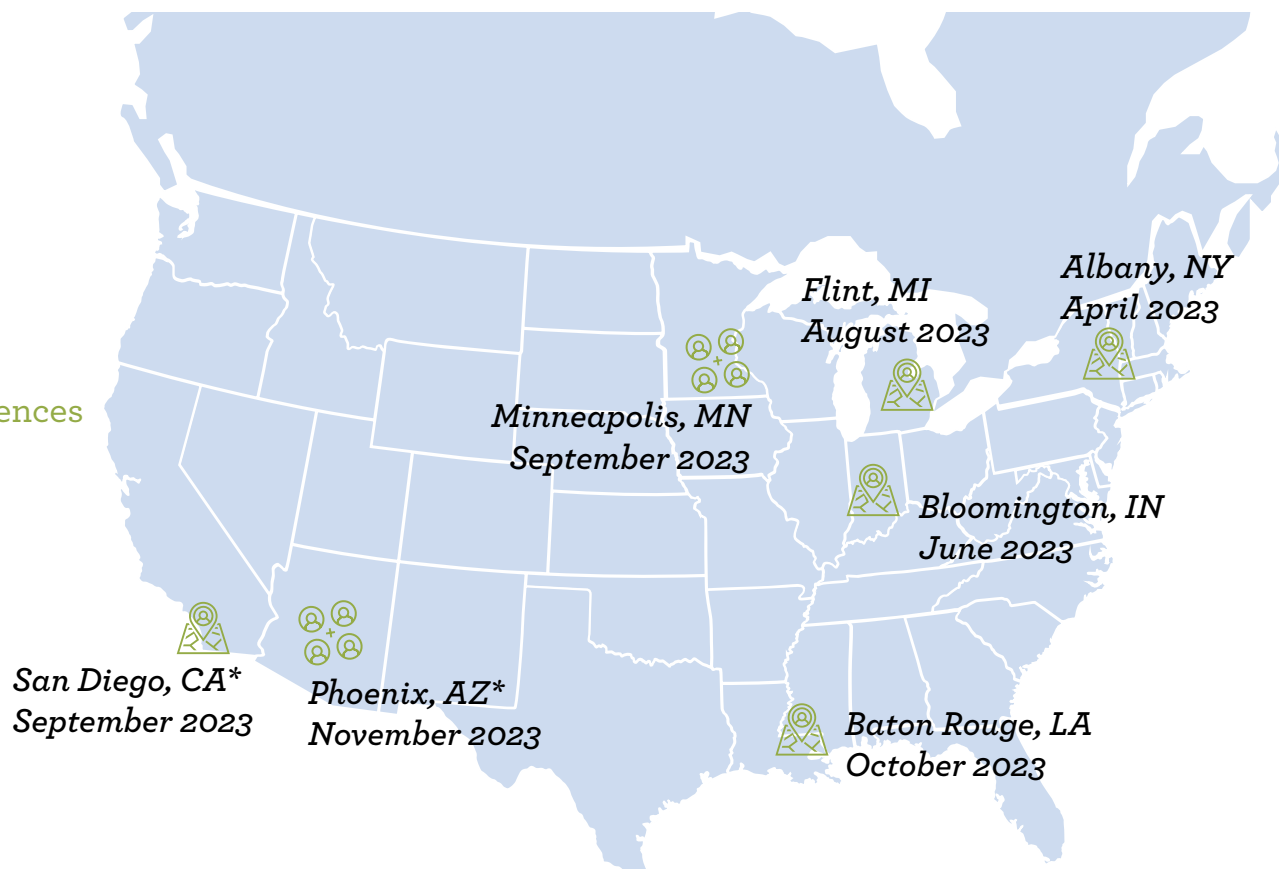 Albany, NY
April 2023
Flint, MI
August 2023
ences
Minneapolis, MN
September 2023
Bloomington, IN
June 2023
San Diego, CA*
September 2023
Phoenix, AZ*
November 2023
Baton Rouge, LA
October 2023